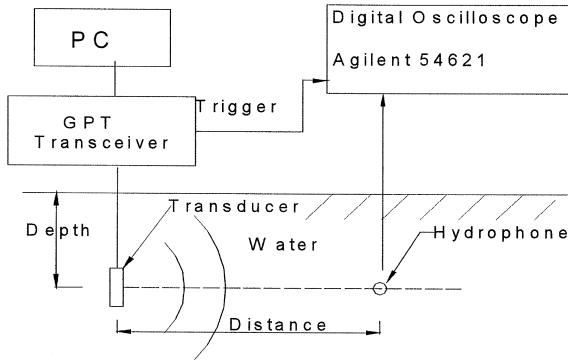 PC
Digital Oscilloscope
Agilent 54621
Trigger
GPT
Transceiver
Transducer
Depth
Water
Hydrophone
Distance